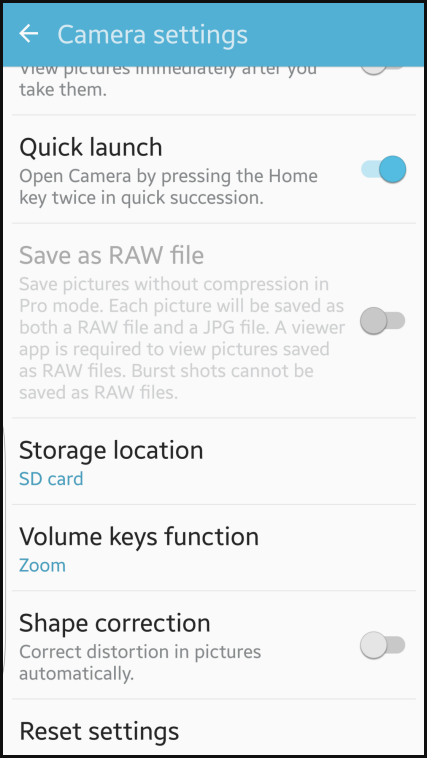 Camera settings
View pictures immediately after you
take them.
Quick launch
Open Camera by pressing the Home
key twice in quick succession.
Save as RAW file
Save pictures without compression in
Pro mode. Each picture will be saved as
both a RAW file and a JPG file. A viewer
app is required to view pictures saved
as RAW files. Burst shots cannot be
saved as RAW files.
Storage location
SD card
Volume keys function
Zoom
Shape correction
Correct distortion in pictures
automatically.
Reset settings